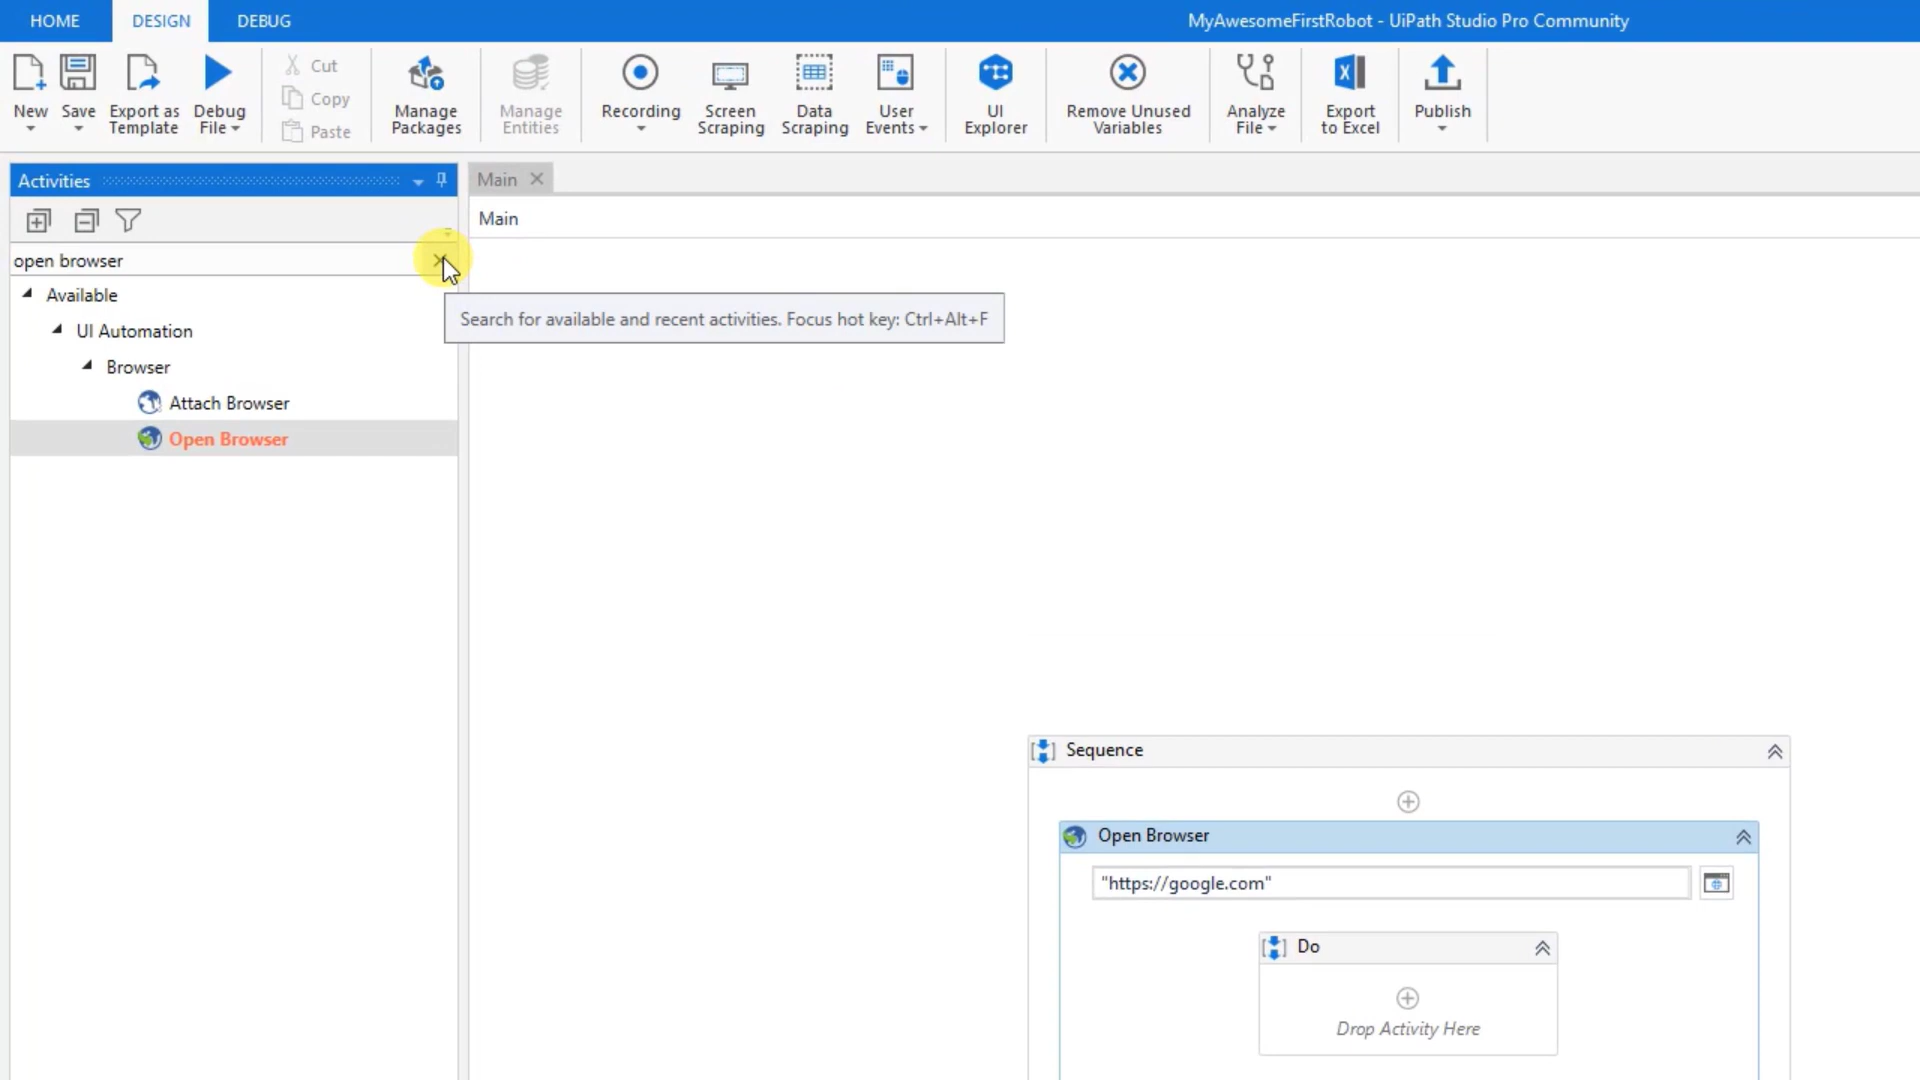 HOME
DESIGN
DEBUG
MyAwesomeFirstRobot - UiPath Studio Pro Community
New
Save
Export as
Template
Debug
File
Cut
Copy
Paste
Manage
Packages
Manage
Entities
Recording
Screen
Scraping
Data
Scraping
User
Events
UI
Explorer
Remove Unused
Variables
Analyze
File
Export
to Excel
Publish
Activities
Main
Main
open browser
Available
Search for available and recent activities. Focus hot key: Ctrl+Alt+F
UI Automation
Browser
Attach Browser
Open Browser
Sequence
Open Browser
"https://google.com"
Do
Drop Activity Here